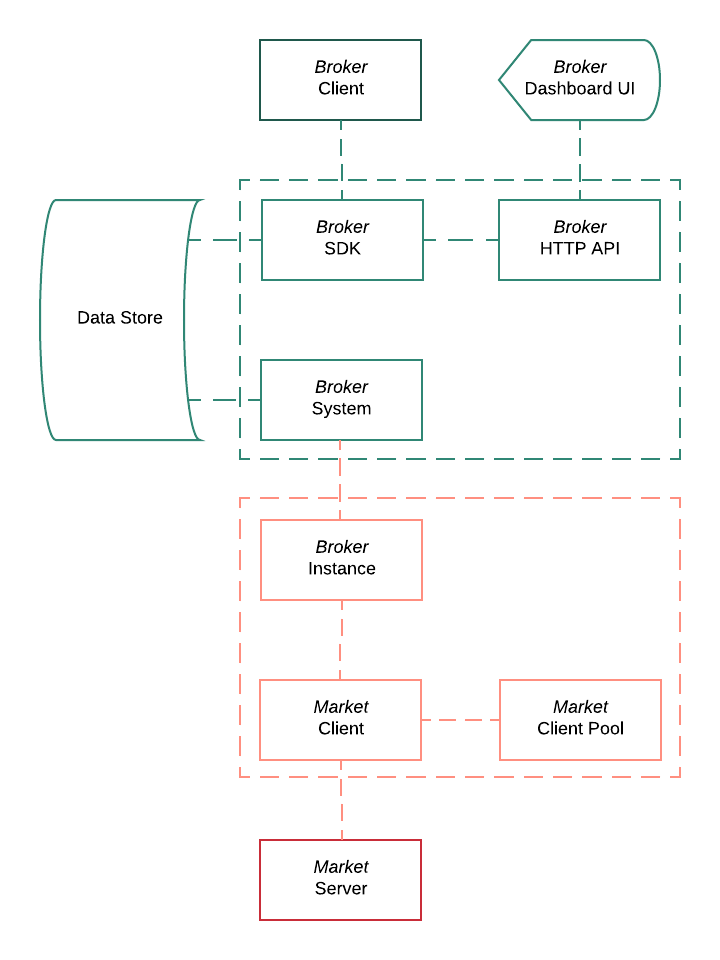 Broker
Client
Broker
Dashboard UI
Broker
SDK
Broker
HTTP API
Data Store
Broker
System
Broker
Instance
Market
Client
Market
Client Pool
Market
Server